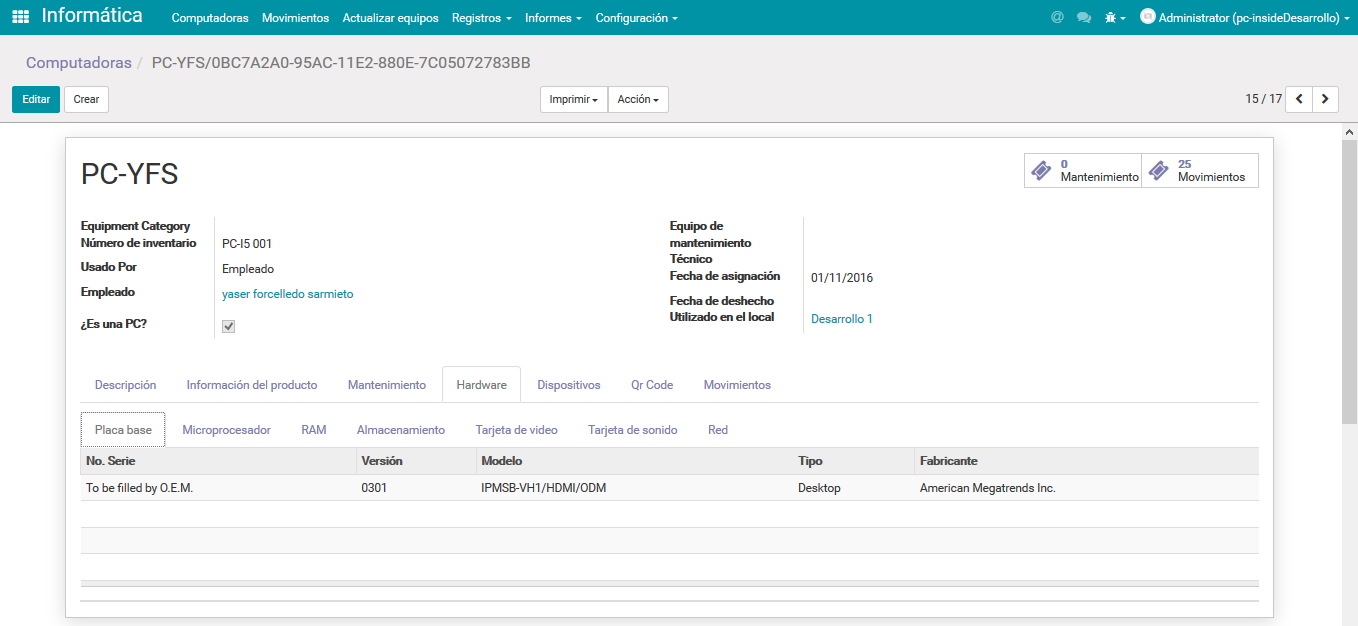 Informática Computadoras Movimientos Actualizar equipos Registros Informes Configuración @ Administrator (pc-insideDesarrollo)
Computadoras / PC-YFS/0BC7A2A0-95AC-11E2-880E-7C05072783BB
Editar Crear Imprimir Acción 15 / 17
PC-YFS
0 Mantenimiento
25 Movimientos
Equipment Category
Número de inventario PC-I5 001
Usado Por Empleado
Empleado yaser forcelledo sarmieto
¿Es una PC?
Equipo de
mantenimiento
Técnico
Fecha de asignación 01/11/2016
Fecha de deshecho
Utilizado en el local Desarrollo 1
Descripción Información del producto Mantenimiento Hardware Dispositivos Qr Code Movimientos
Placa base Microprocesador RAM Almacenamiento Tarjeta de video Tarjeta de sonido Red
No. Serie Versión Modelo Tipo Fabricante
To be filled by O.E.M. 0301 IPMSB-VH1/HDMI/ODM Desktop American Megatrends Inc.